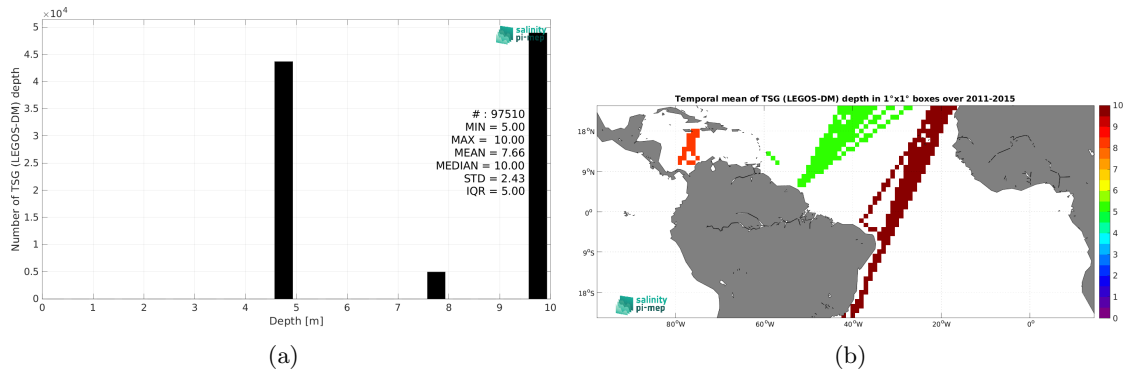 ×10⁴
5
4.5
4
3.5
3
2.5
2
1.5
1
0.5
0
Number of TSG (LEGOS-DM) depth
salinity
pi-mep
# : 97510
MIN = 5.00
MAX = 10.00
MEAN = 7.66
MEDIAN = 10.00
STD = 2.43
IQR = 5.00
0 1 2 3 4 5 6 7 8 9 10
Depth [m]
(a)
Temporal mean of TSG (LEGOS-DM) depth in 1°x1° boxes over 2011-2015
18°N
9°N
0°
9°S
18°S
salinity
pi-mep
80°W 60°W 40°W 20°W 0°
10
9
8
7
6
5
4
3
2
1
0
(b)